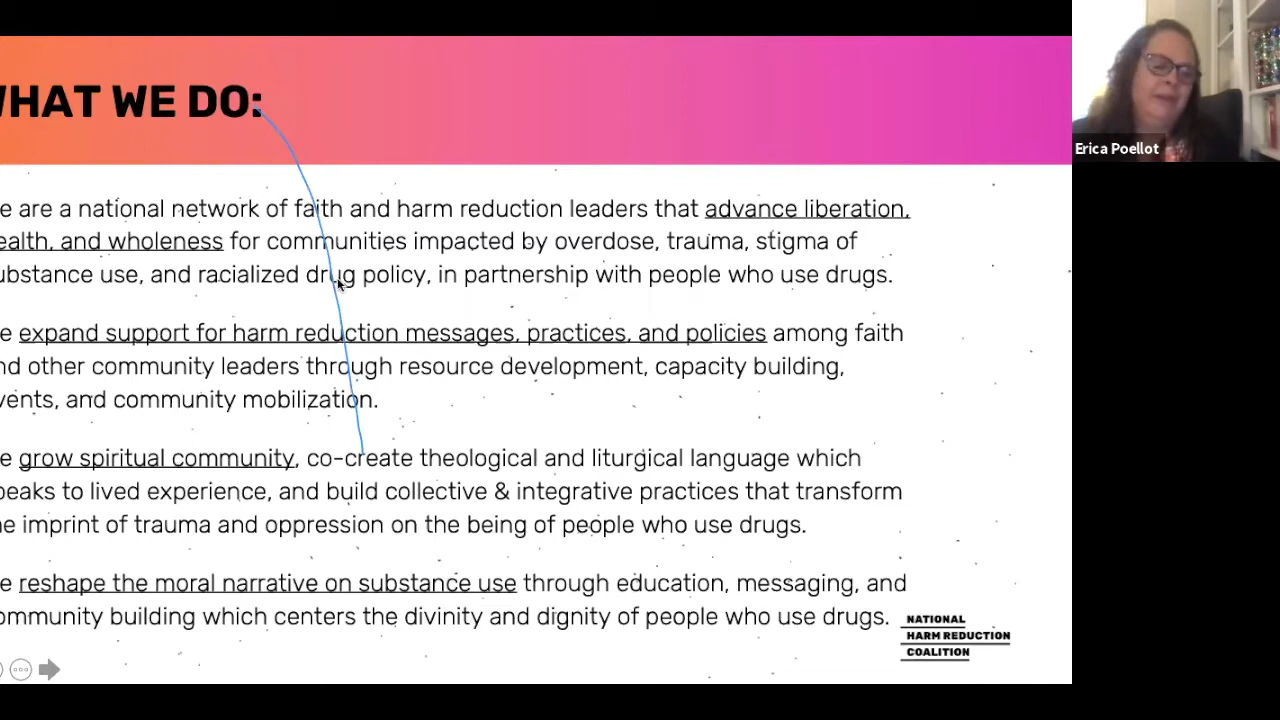 WHAT WE DO:
Erica Poellot
e are a national network of faith and harm reduction leaders that advance liberation,
ealth, and wholeness for communities impacted by overdose, trauma, stigma of
ubstance use, and racialized drug policy, in partnership with people who use drugs.
e expand support for harm reduction messages, practices, and policies among faith
nd other community leaders through resource development, capacity building,
vents, and community mobilization.
e grow spiritual community, co-create theological and liturgical language which
peaks to lived experience, and build collective & integrative practices that transform
he imprint of trauma and oppression on the being of people who use drugs.
e reshape the moral narrative on substance use through education, messaging, and
ommunity building which centers the divinity and dignity of people who use drugs.
NATIONAL
HARM REDUCTION
COALITION